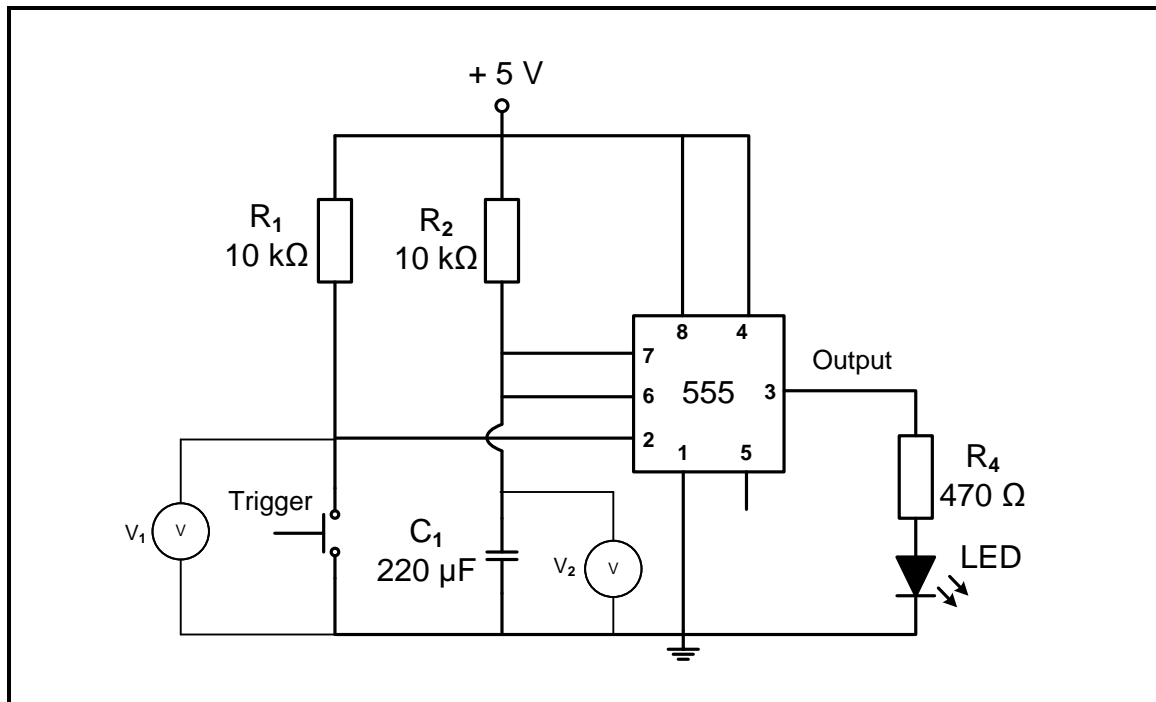 + 5 V
R₁
10 kΩ
R₂
10 kΩ
8 4
7
6
2
555
3
1 5
Output
R₄
470 Ω
LED
Trigger
V₁
V
C₁
220 µF
V₂
V